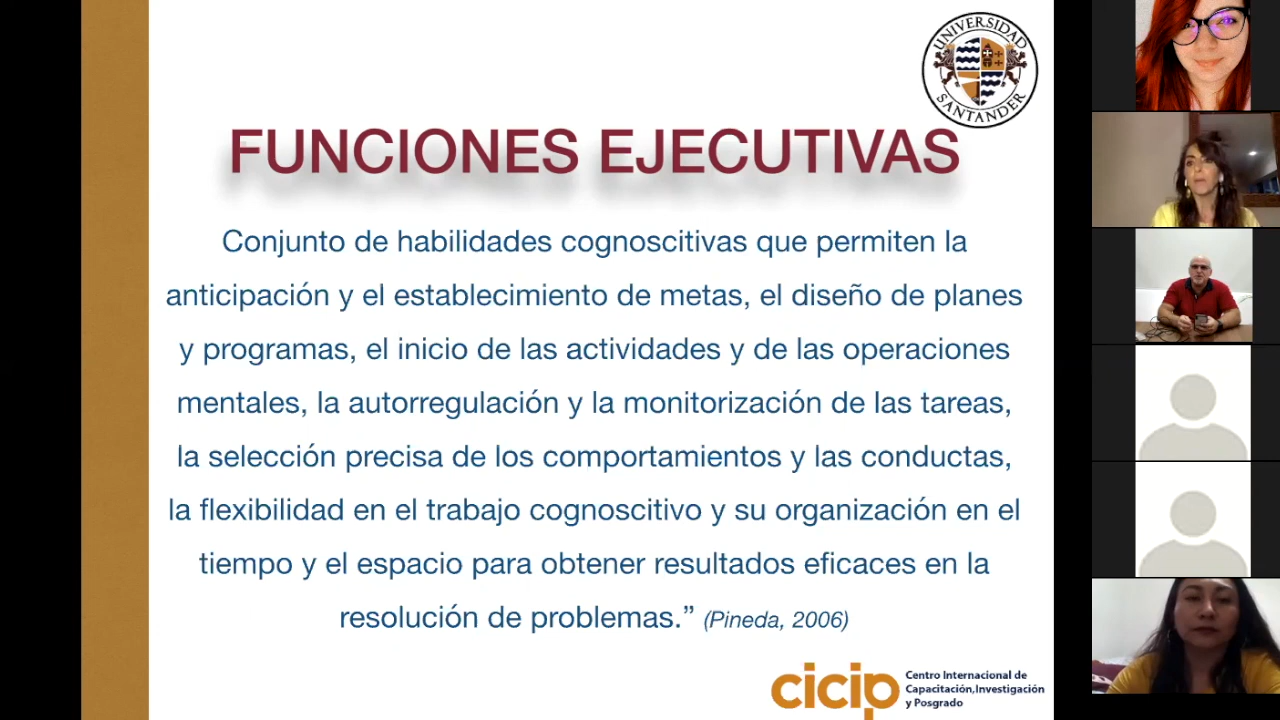 UNIVERSIDAD
SANTANDER
FUNCIONES EJECUTIVAS
Conjunto de habilidades cognoscitivas que permiten la
anticipación y el establecimiento de metas, el diseño de planes
y programas, el inicio de las actividades y de las operaciones
mentales, la autorregulación y la monitorización de las tareas,
la selección precisa de los comportamientos y las conductas,
la flexibilidad en el trabajo cognoscitivo y su organización en el
tiempo y el espacio para obtener resultados eficaces en la
resolución de problemas.” (Pineda, 2006)
cicip
Centro Internacional de
Capacitación,Investigación
y Posgrado